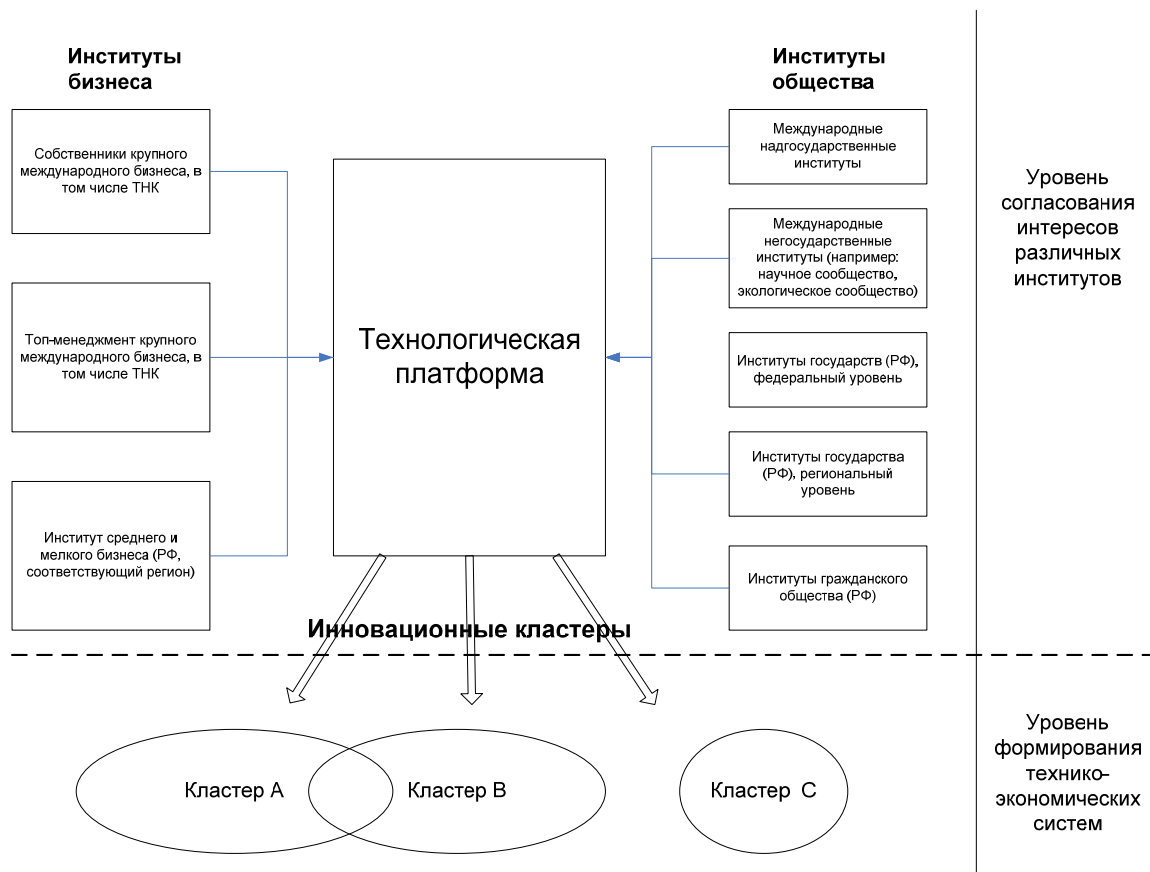 Институты
бизнеса
Собственники крупного
международного бизнеса, в
том числе ТНК
Топ-менеджмент крупного
международного бизнеса, в
том числе ТНК
Институт среднего и
мелкого бизнеса (РФ,
соответствующий регион)
Технологическая
платформа
Институты
общества
Международные
надгосударственные
институты
Международные
негосударственные
институты (например:
научное сообщество,
экологическое сообщество)
Институты государств (РФ),
федеральный уровень
Институты государства
(РФ), региональный
уровень
Институты гражданского
общества (РФ)
Уровень
согласования
интересов
различных
институтов
Инновационные кластеры
Кластер А
Кластер В
Кластер С
Уровень
формирования
технико-
экономических
систем